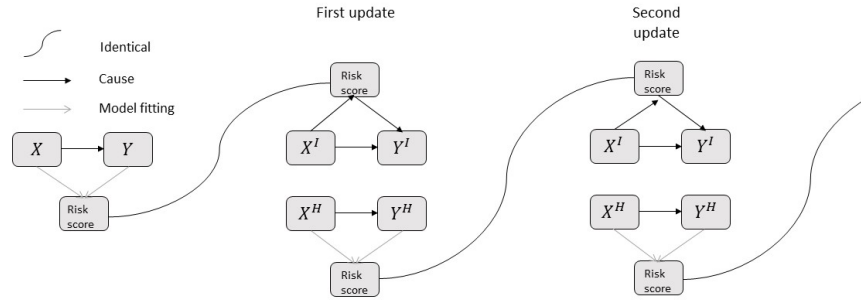 First update
Second
update
Identical
Cause
Model fitting
X
Y
Risk
score
Risk
score
X^I
Y^I
X^H
Y^H
Risk
score
Risk
score
X^I
Y^I
X^H
Y^H
Risk
score